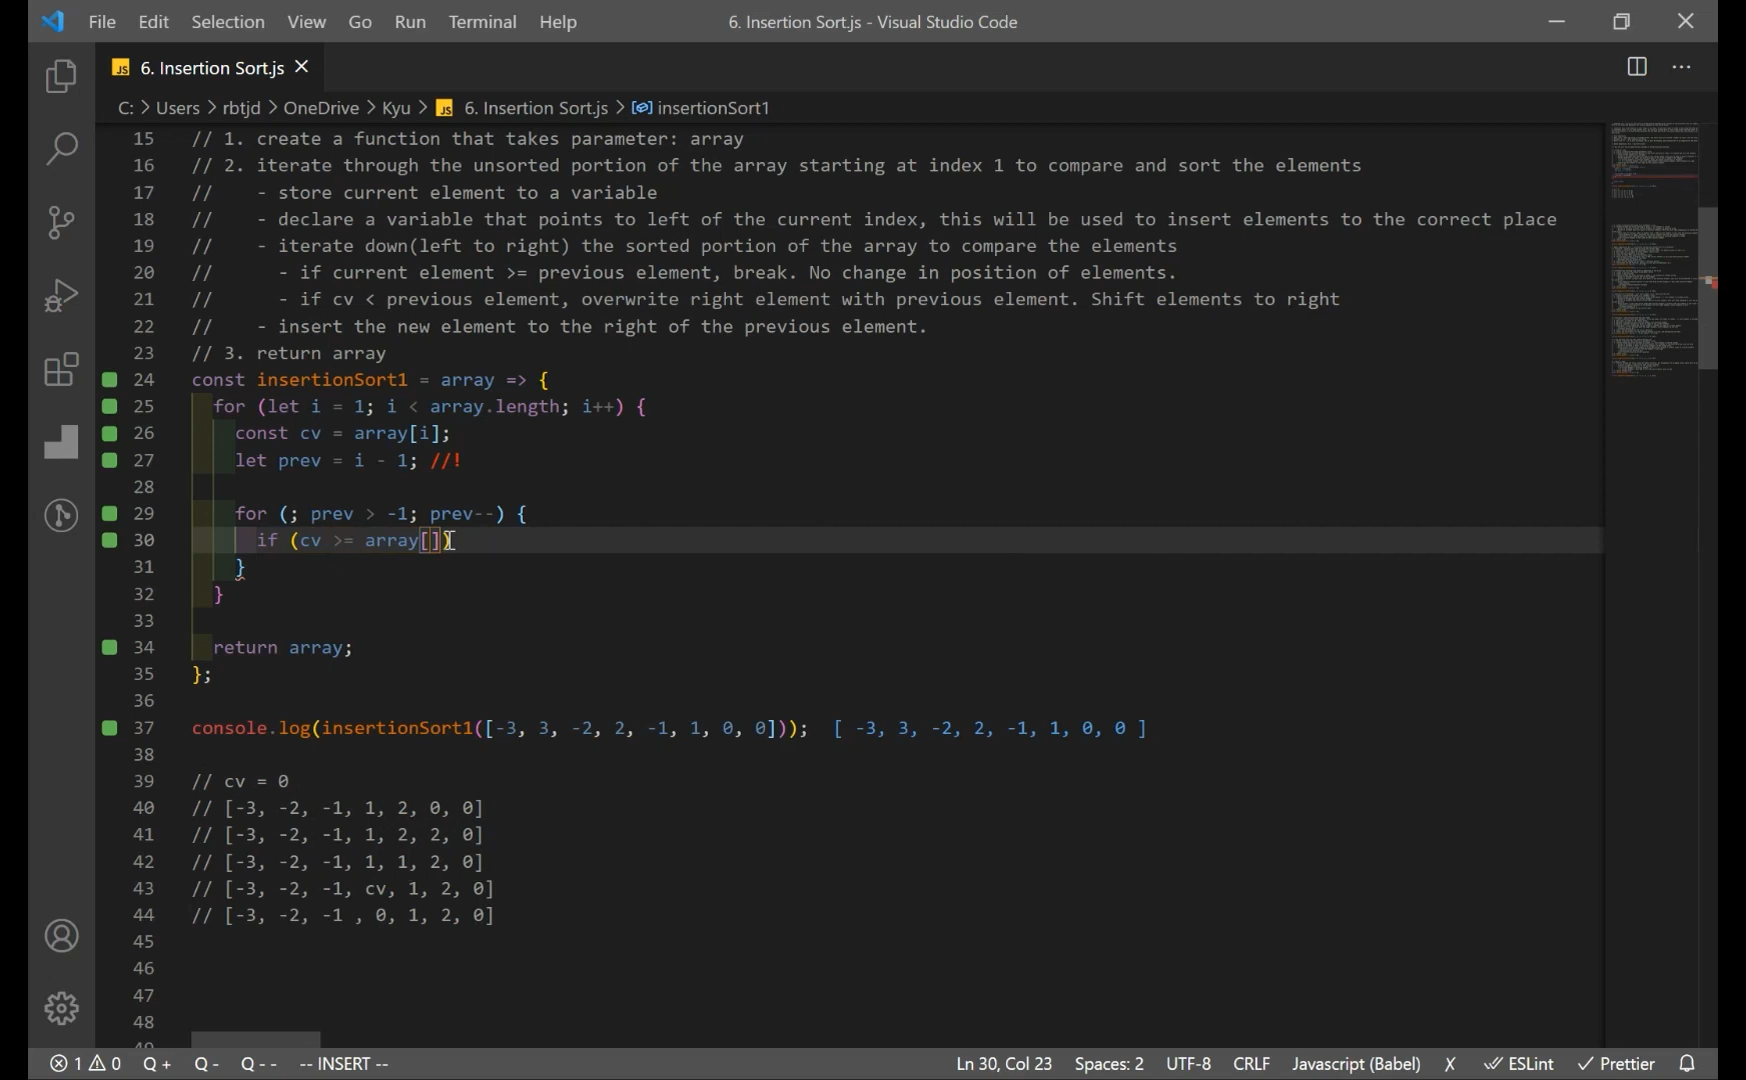 File Edit Selection View Go Run Terminal Help 6. Insertion Sort.js - Visual Studio Code
JS 6. Insertion Sort.js
C: > Users > rbtjd > OneDrive > Kyu > JS 6. Insertion Sort.js > insertionSort1
15 // 1. create a function that takes parameter: array
16 // 2. iterate through the unsorted portion of the array starting at index 1 to compare and sort the elements
17 // - store current element to a variable
18 // - declare a variable that points to left of the current index, this will be used to insert elements to the correct place
19 // - iterate down(left to right) the sorted portion of the array to compare the elements
20 // - if current element >= previous element, break. No change in position of elements.
21 // - if cv < previous element, overwrite right element with previous element. Shift elements to right
22 // - insert the new element to the right of the previous element.
23 // 3. return array
24 const insertionSort1 = array => {
25 for (let i = 1; i < array.length; i++) {
26 const cv = array[i];
27 let prev = i - 1; //!
28
29 for (; prev > -1; prev--) {
30 if (cv >= array[])
31 }
32 }
33
34 return array;
35 };
36
37 console.log(insertionSort1([-3, 3, -2, 2, -1, 1, 0, 0])); [ -3, 3, -2, 2, -1, 1, 0, 0 ]
38
39 // cv = 0
40 // [-3, -2, -1, 1, 2, 0, 0]
41 // [-3, -2, -1, 1, 2, 2, 0]
42 // [-3, -2, -1, 1, 1, 2, 0]
43 // [-3, -2, -1, cv, 1, 2, 0]
44 // [-3, -2, -1 , 0, 1, 2, 0]
45
46
47
48
1 0 Q + Q - Q - - -- INSERT -- Ln 30, Col 23 Spaces: 2 UTF-8 CRLF Javascript (Babel) X ESLint Prettier